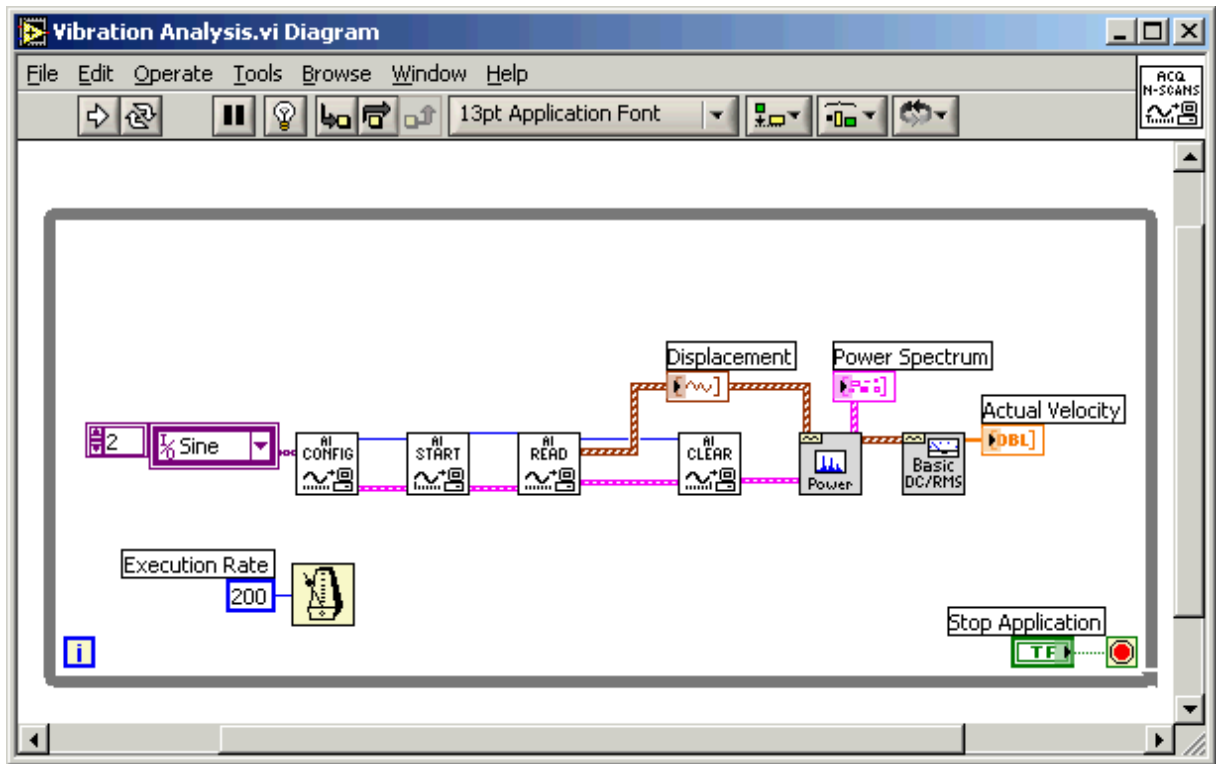 Vibration Analysis.vi Diagram
File Edit Operate Tools Browse Window Help
ACQ
N-SCANS
13pt Application Font
Displacement
Power Spectrum
Actual Velocity
2
I/O Sine
AI
CONFIG
AI
START
AI
READ
AI
CLEAR
Power
Basic
DC/RMS
DBL]
Execution Rate
200
i
Stop Application
TF